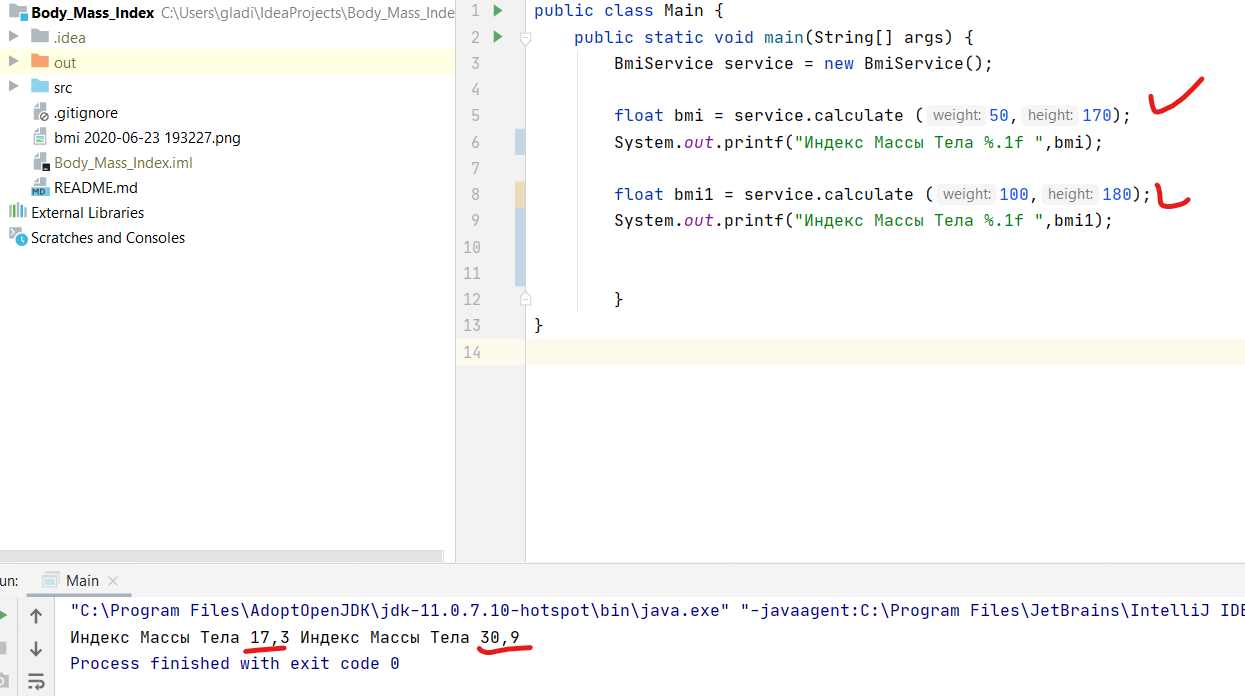 Body_Mass_Index C:\Users\gladi\IdeaProjects\Body_Mass_Inde
.idea
out
src
.gitignore
bmi 2020-06-23 193227.png
Body_Mass_Index.iml
MD README.md
External Libraries
Scratches and Consoles
1 public class Main {
2 public static void main(String[] args) {
3 BmiService service = new BmiService();
4
5 float bmi = service.calculate ( weight: 50, height: 170);
6 System.out.printf("Индекс Массы Тела %.1f ",bmi);
7
8 float bmi1 = service.calculate ( weight: 100, height: 180);
9 System.out.printf("Индекс Массы Тела %.1f ",bmi1);
10
11
12 }
13 }
14
un: Main
"C:\Program Files\AdoptOpenJDK\jdk-11.0.7.10-hotspot\bin\java.exe" "-javaagent:C:\Program Files\JetBrains\IntelliJ IDE
Индекс Массы Тела 17,3 Индекс Массы Тела 30,9
Process finished with exit code 0